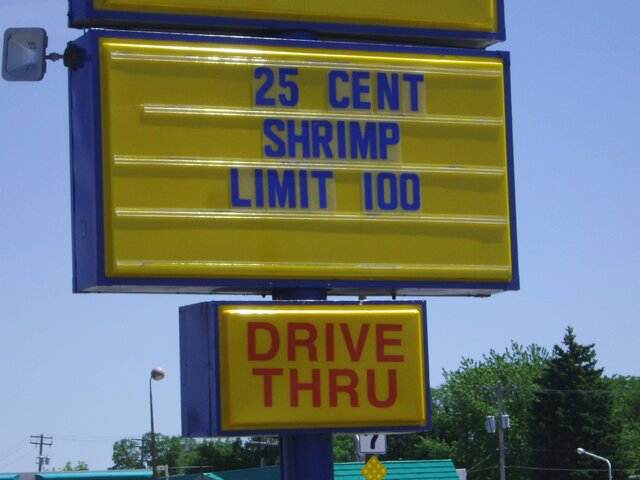 25 CENT
SHRIMP
LIMIT 100
DRIVE
THRU
7